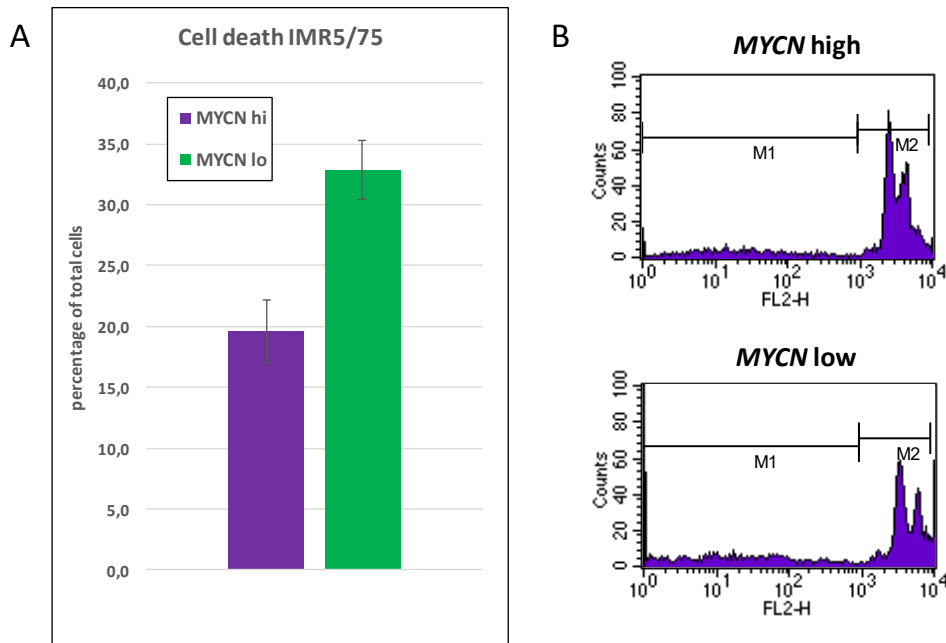 A
Cell death IMR5/75
40,0
35,0
30,0
25,0
20,0
15,0
10,0
5,0
0,0
percentage of total cells
MYCN hi
MYCN lo
B
MYCN high
100
80
60
40
20
0
Counts
M1
M2
10^0 10^1 10^2 10^3 10^4
FL2-H
MYCN low
100
80
60
40
20
0
Counts
M1
M2
10^0 10^1 10^2 10^3 10^4
FL2-H